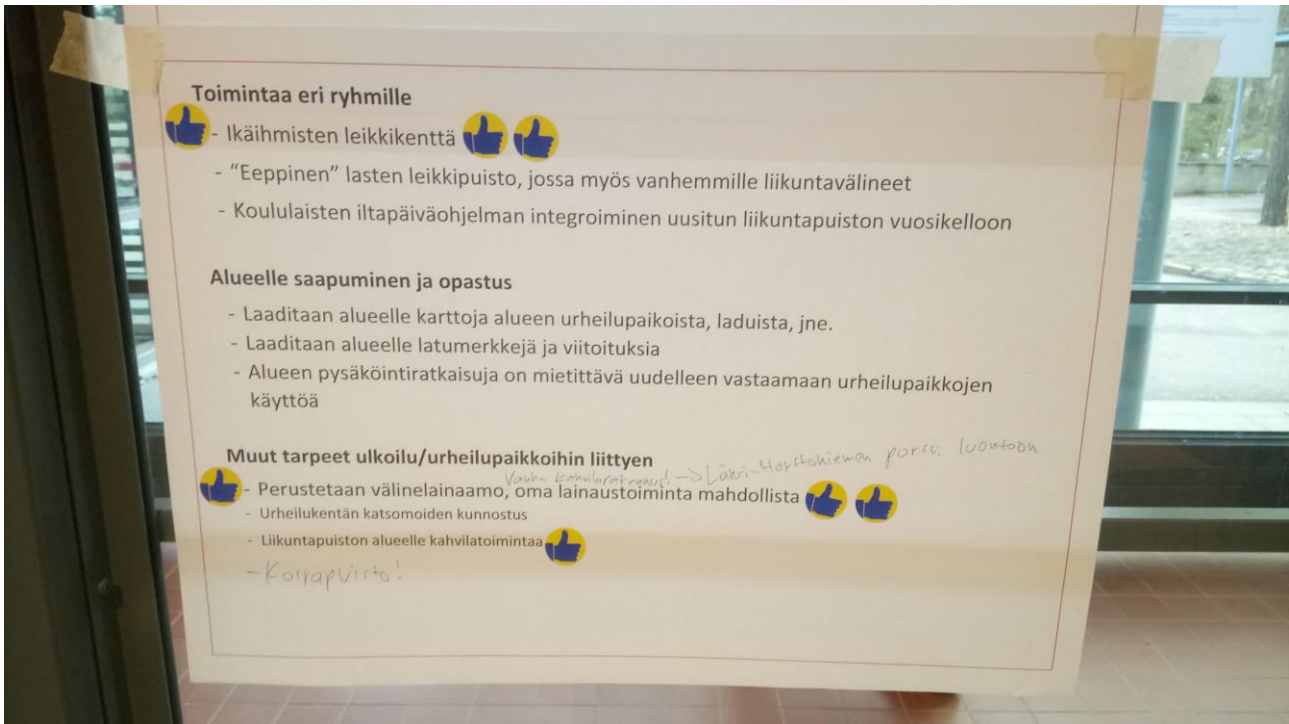 Toimintaa eri ryhmille
- Ikäihmisten leikkikenttä
- “Eeppinen” lasten leikkipuisto, jossa myös vanhemmille liikuntavälineet
- Koululaisten iltapäiväohjelman integroiminen uusitun liikuntapuiston vuosikelloon
Alueelle saapuminen ja opastus
- Laaditaan alueelle karttoja alueen urheilupaikoista, laduista, jne.
- Laaditaan alueelle latumerkkejä ja viitoituksia
- Alueen pysäköintiratkaisuja on mietittävä uudelleen vastaamaan urheilupaikkojen
käyttöä
Muut tarpeet ulkoilu/urheilupaikkoihin liittyen
Vanha kahvilarakennus! -> luontoon
- Perustetaan välinelainaamo, oma lainaustoiminta mahdollista
- Urheilukentän katsomoiden kunnostus
- Liikuntapuiston alueelle kahvilatoimintaa
- Koirapuisto!